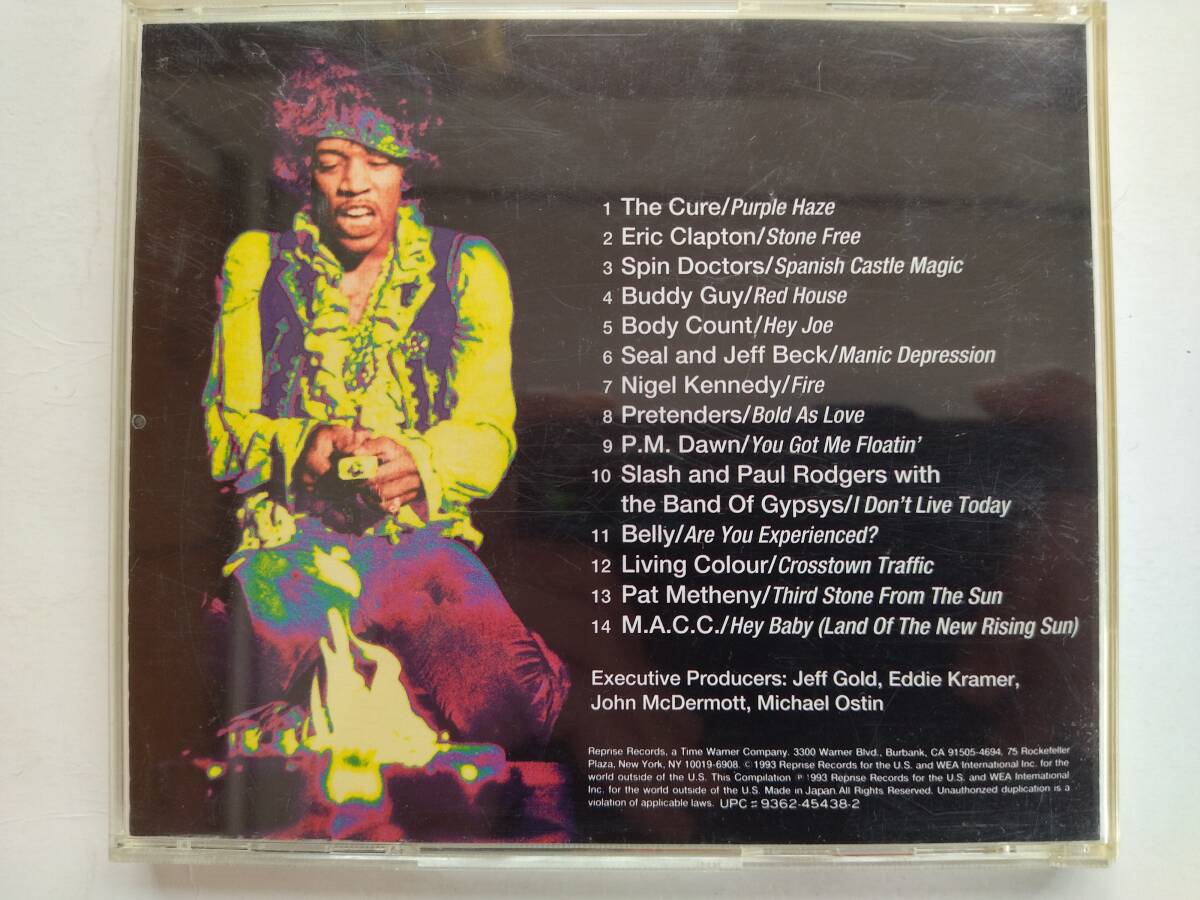 1 The Cure/Purple Haze
2 Eric Clapton/Stone Free
3 Spin Doctors/Spanish Castle Magic
4 Buddy Guy/Red House
5 Body Count/Hey Joe
6 Seal and Jeff Beck/Manic Depression
7 Nigel Kennedy/Fire
8 Pretenders/Bold As Love
9 P.M. Dawn/You Got Me Floatin'
10 Slash and Paul Rodgers with
the Band Of Gypsys/I Don't Live Today
11 Belly/Are You Experienced?
12 Living Colour/Crosstown Traffic
13 Pat Metheny/Third Stone From The Sun
14 M.A.C.C./Hey Baby (Land Of The New Rising Sun)
Executive Producers: Jeff Gold, Eddie Kramer,
John McDermott, Michael Ostin
Reprise Records, a Time Warner Company. 3300 Warner Blvd., Burbank, CA 91505-4694. 75 Rockefeller
Plaza, New York, NY 10019-6908. © 1993 Reprise Records for the U.S. and WEA International Inc. for the
world outside of the U.S. This Compilation ℗ 1993 Reprise Records for the U.S. and WEA International
Inc. for the world outside of the U.S. Made in Japan. All Rights Reserved. Unauthorized duplication is a
violation of applicable laws. UPC = 9362-45438-2